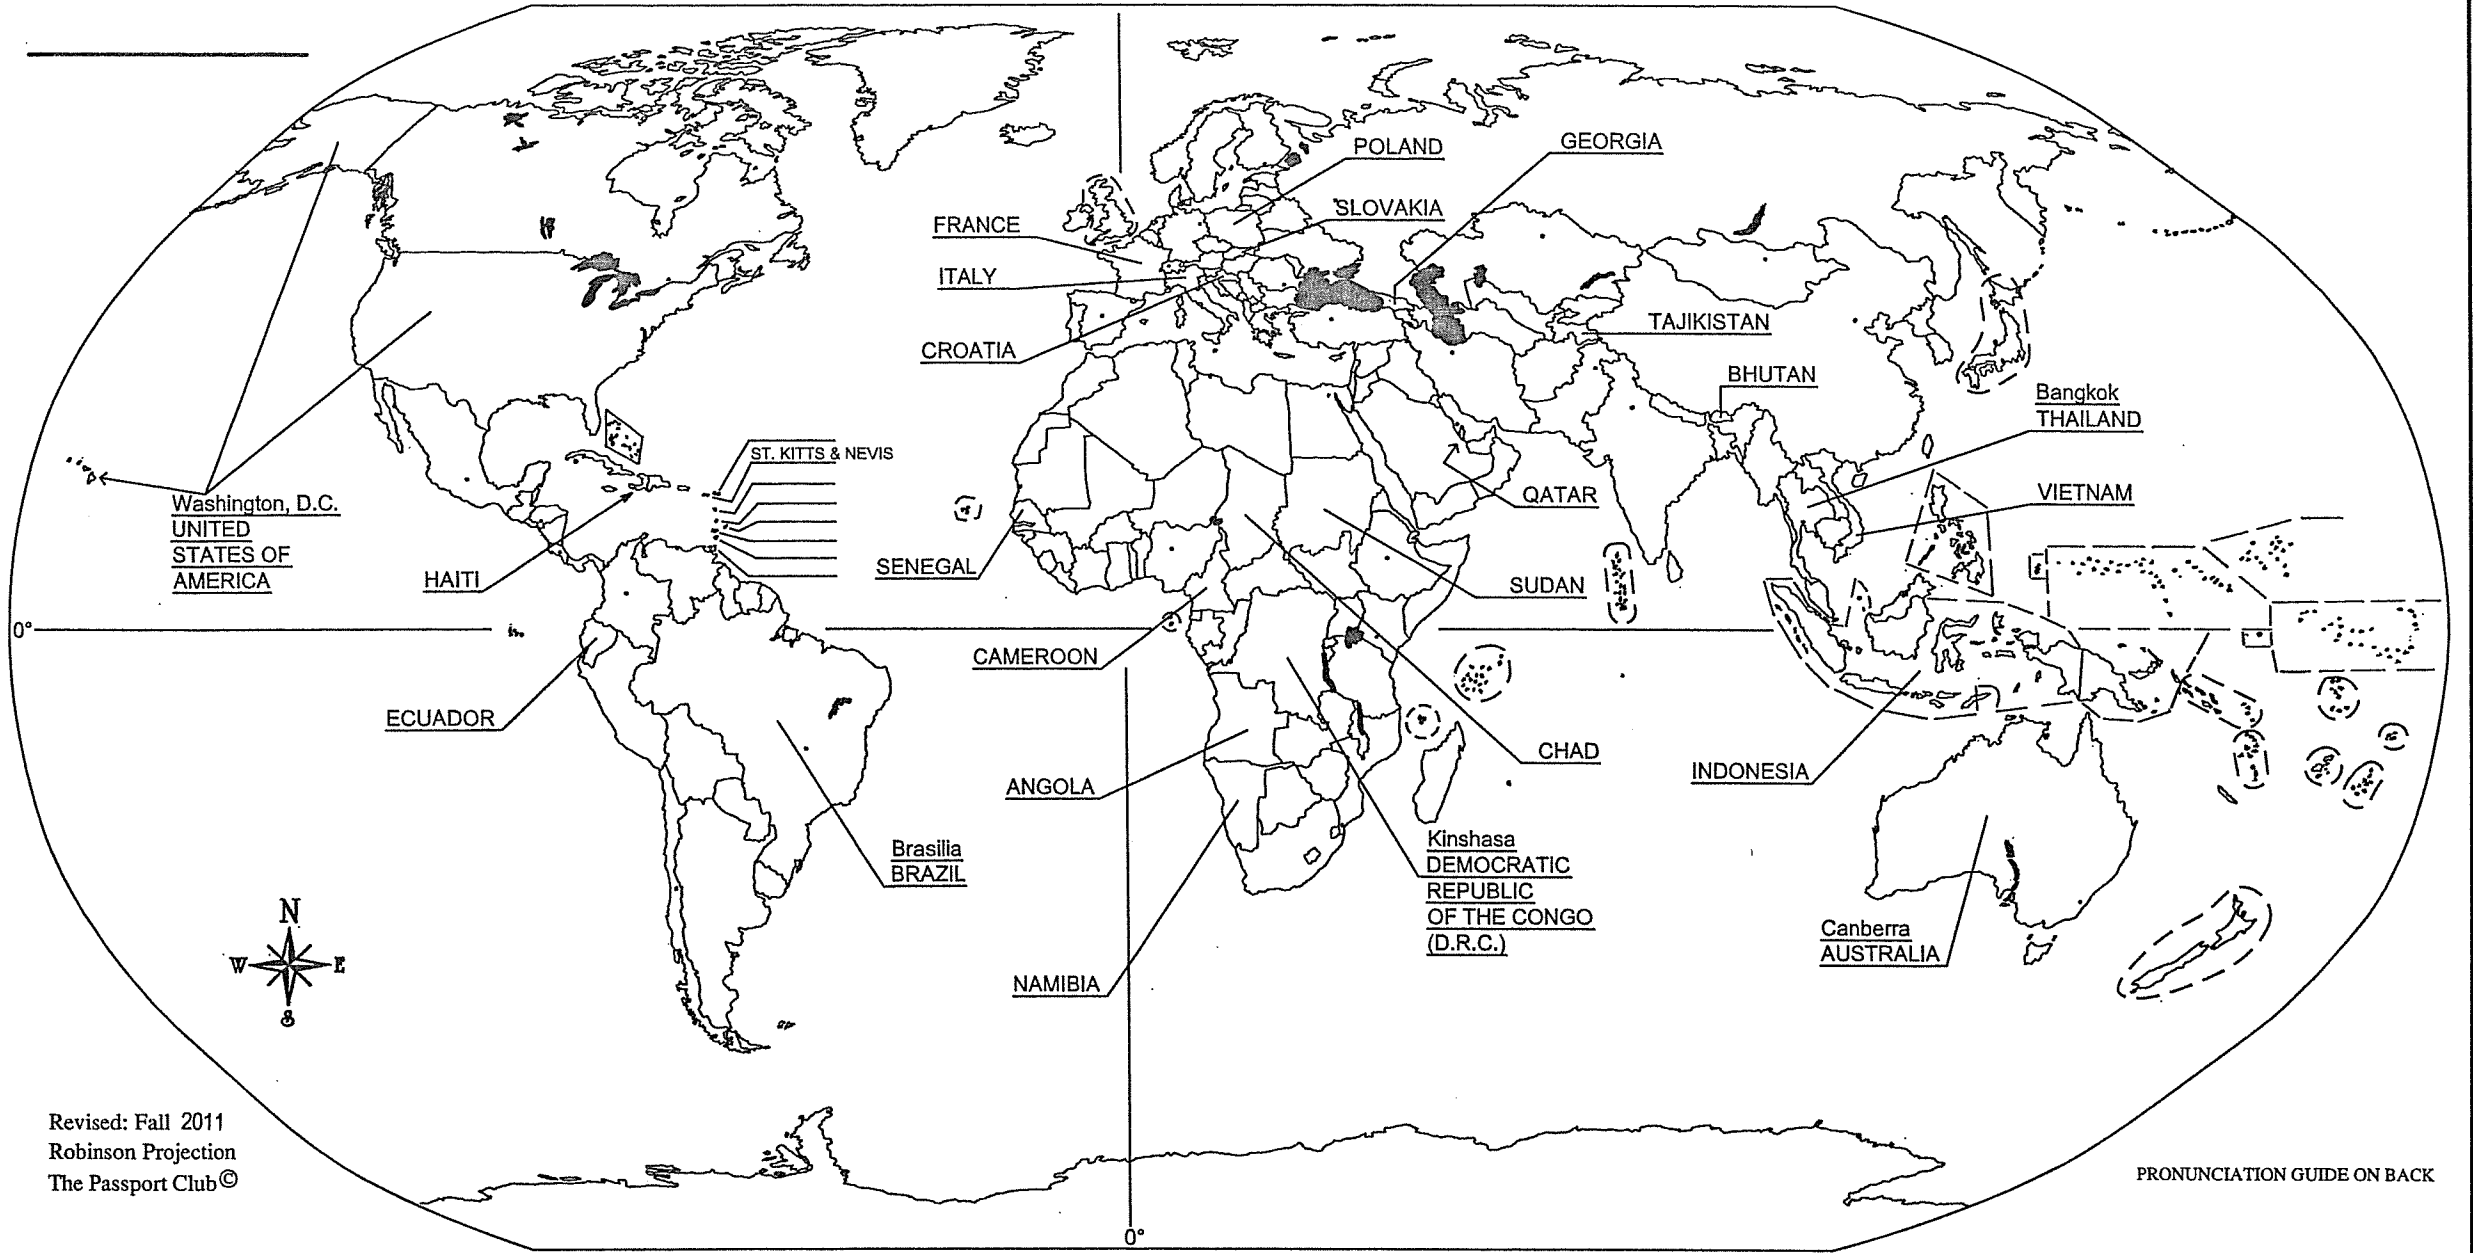 POLAND
GEORGIA
SLOVAKIA
FRANCE
ITALY
TAJIKISTAN
CROATIA
BHUTAN
Bangkok
THAILAND
ST. KITTS & NEVIS
QATAR
VIETNAM
Washington, D.C.
UNITED
STATES OF
AMERICA
HAITI
SENEGAL
SUDAN
0°
CAMEROON
ECUADOR
CHAD
ANGOLA
INDONESIA
Brasilia
BRAZIL
Kinshasa
DEMOCRATIC
REPUBLIC
OF THE CONGO
(D.R.C.)
Canberra
AUSTRALIA
NAMIBIA
N
W E
S
Revised: Fall 2011
Robinson Projection
The Passport Club©
PRONUNCIATION GUIDE ON BACK
0°